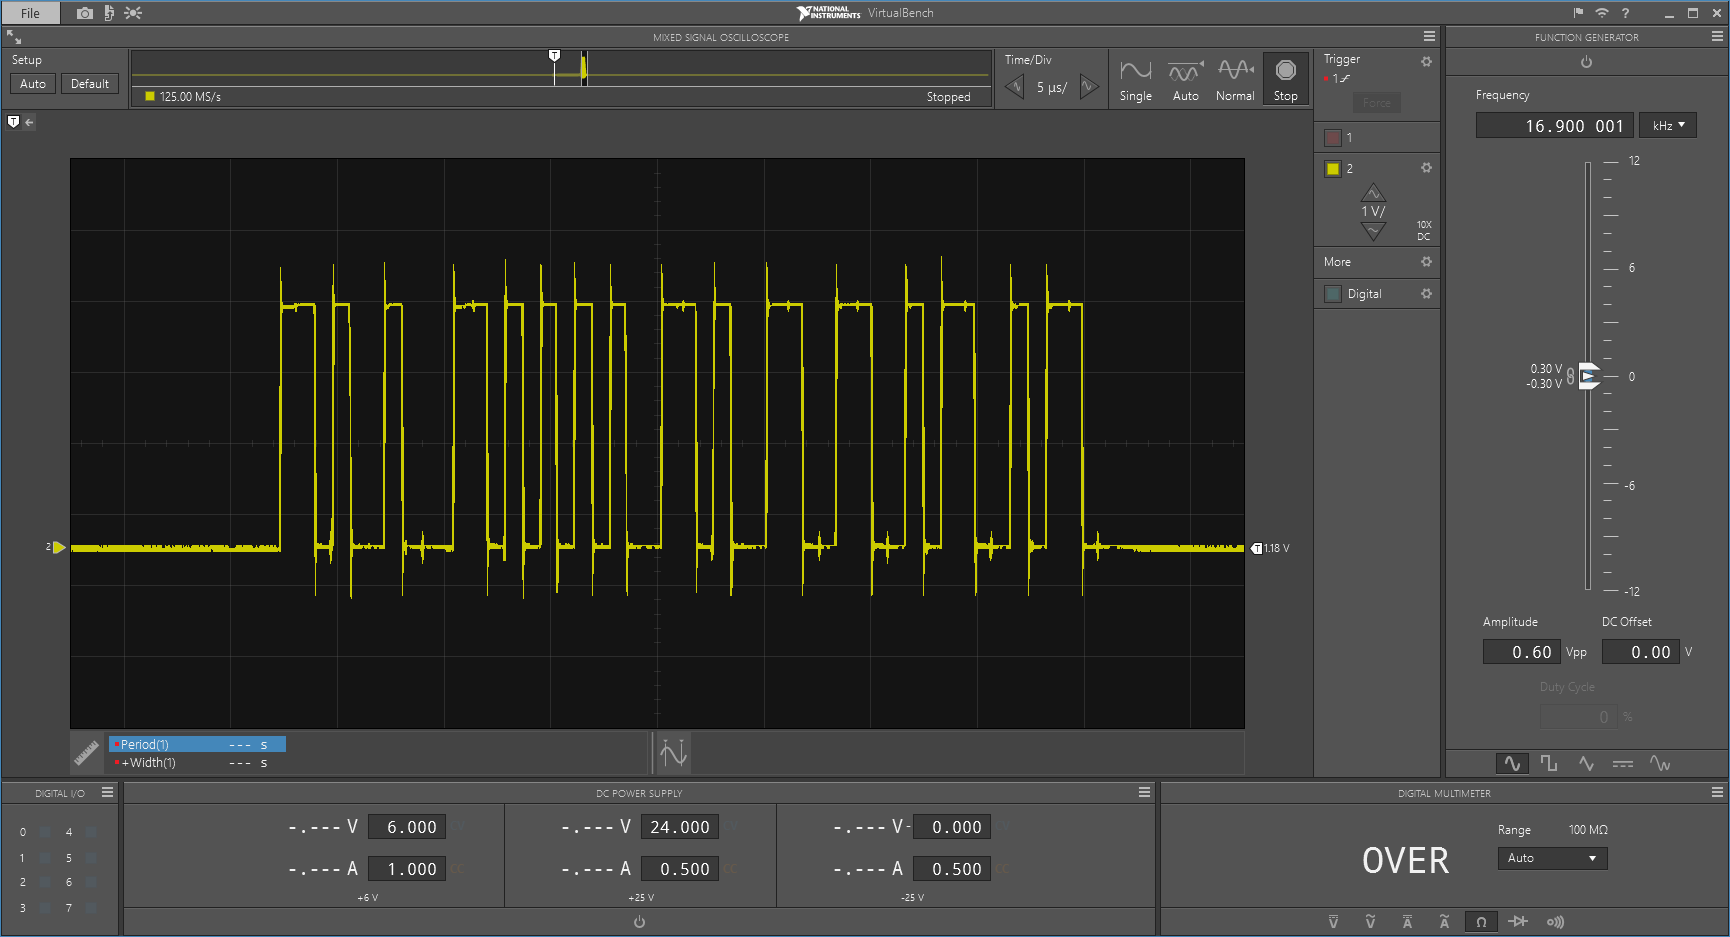 File
NATIONAL INSTRUMENTS VirtualBench
?
MIXED SIGNAL OSCILLOSCOPE
FUNCTION GENERATOR
Setup
Auto Default
T
125.00 MS/s
Stopped
Time/Div
5 µs/
Single Auto Normal Stop
Trigger
1
Force
T
1
2
1 V/
10X
DC
More
Digital
2
T 1.18 V
Period(1) --- s
+Width(1) --- s
Frequency
16.900 001 kHz
12
6
0.30 V
-0.30 V
0
-6
-12
Amplitude DC Offset
0.60 Vpp 0.00 V
Duty Cycle
0 %
DIGITAL I/O
0 4
1 5
2 6
3 7
DC POWER SUPPLY
-.--- V 6.000
-.--- A 1.000 CC
+6 V
-.--- V 24.000
-.--- A 0.500 CC
+25 V
-.--- V - 0.000
-.--- A 0.500 CC
-25 V
DIGITAL MULTIMETER
OVER
Range 100 MΩ
Auto
V V A A Ω